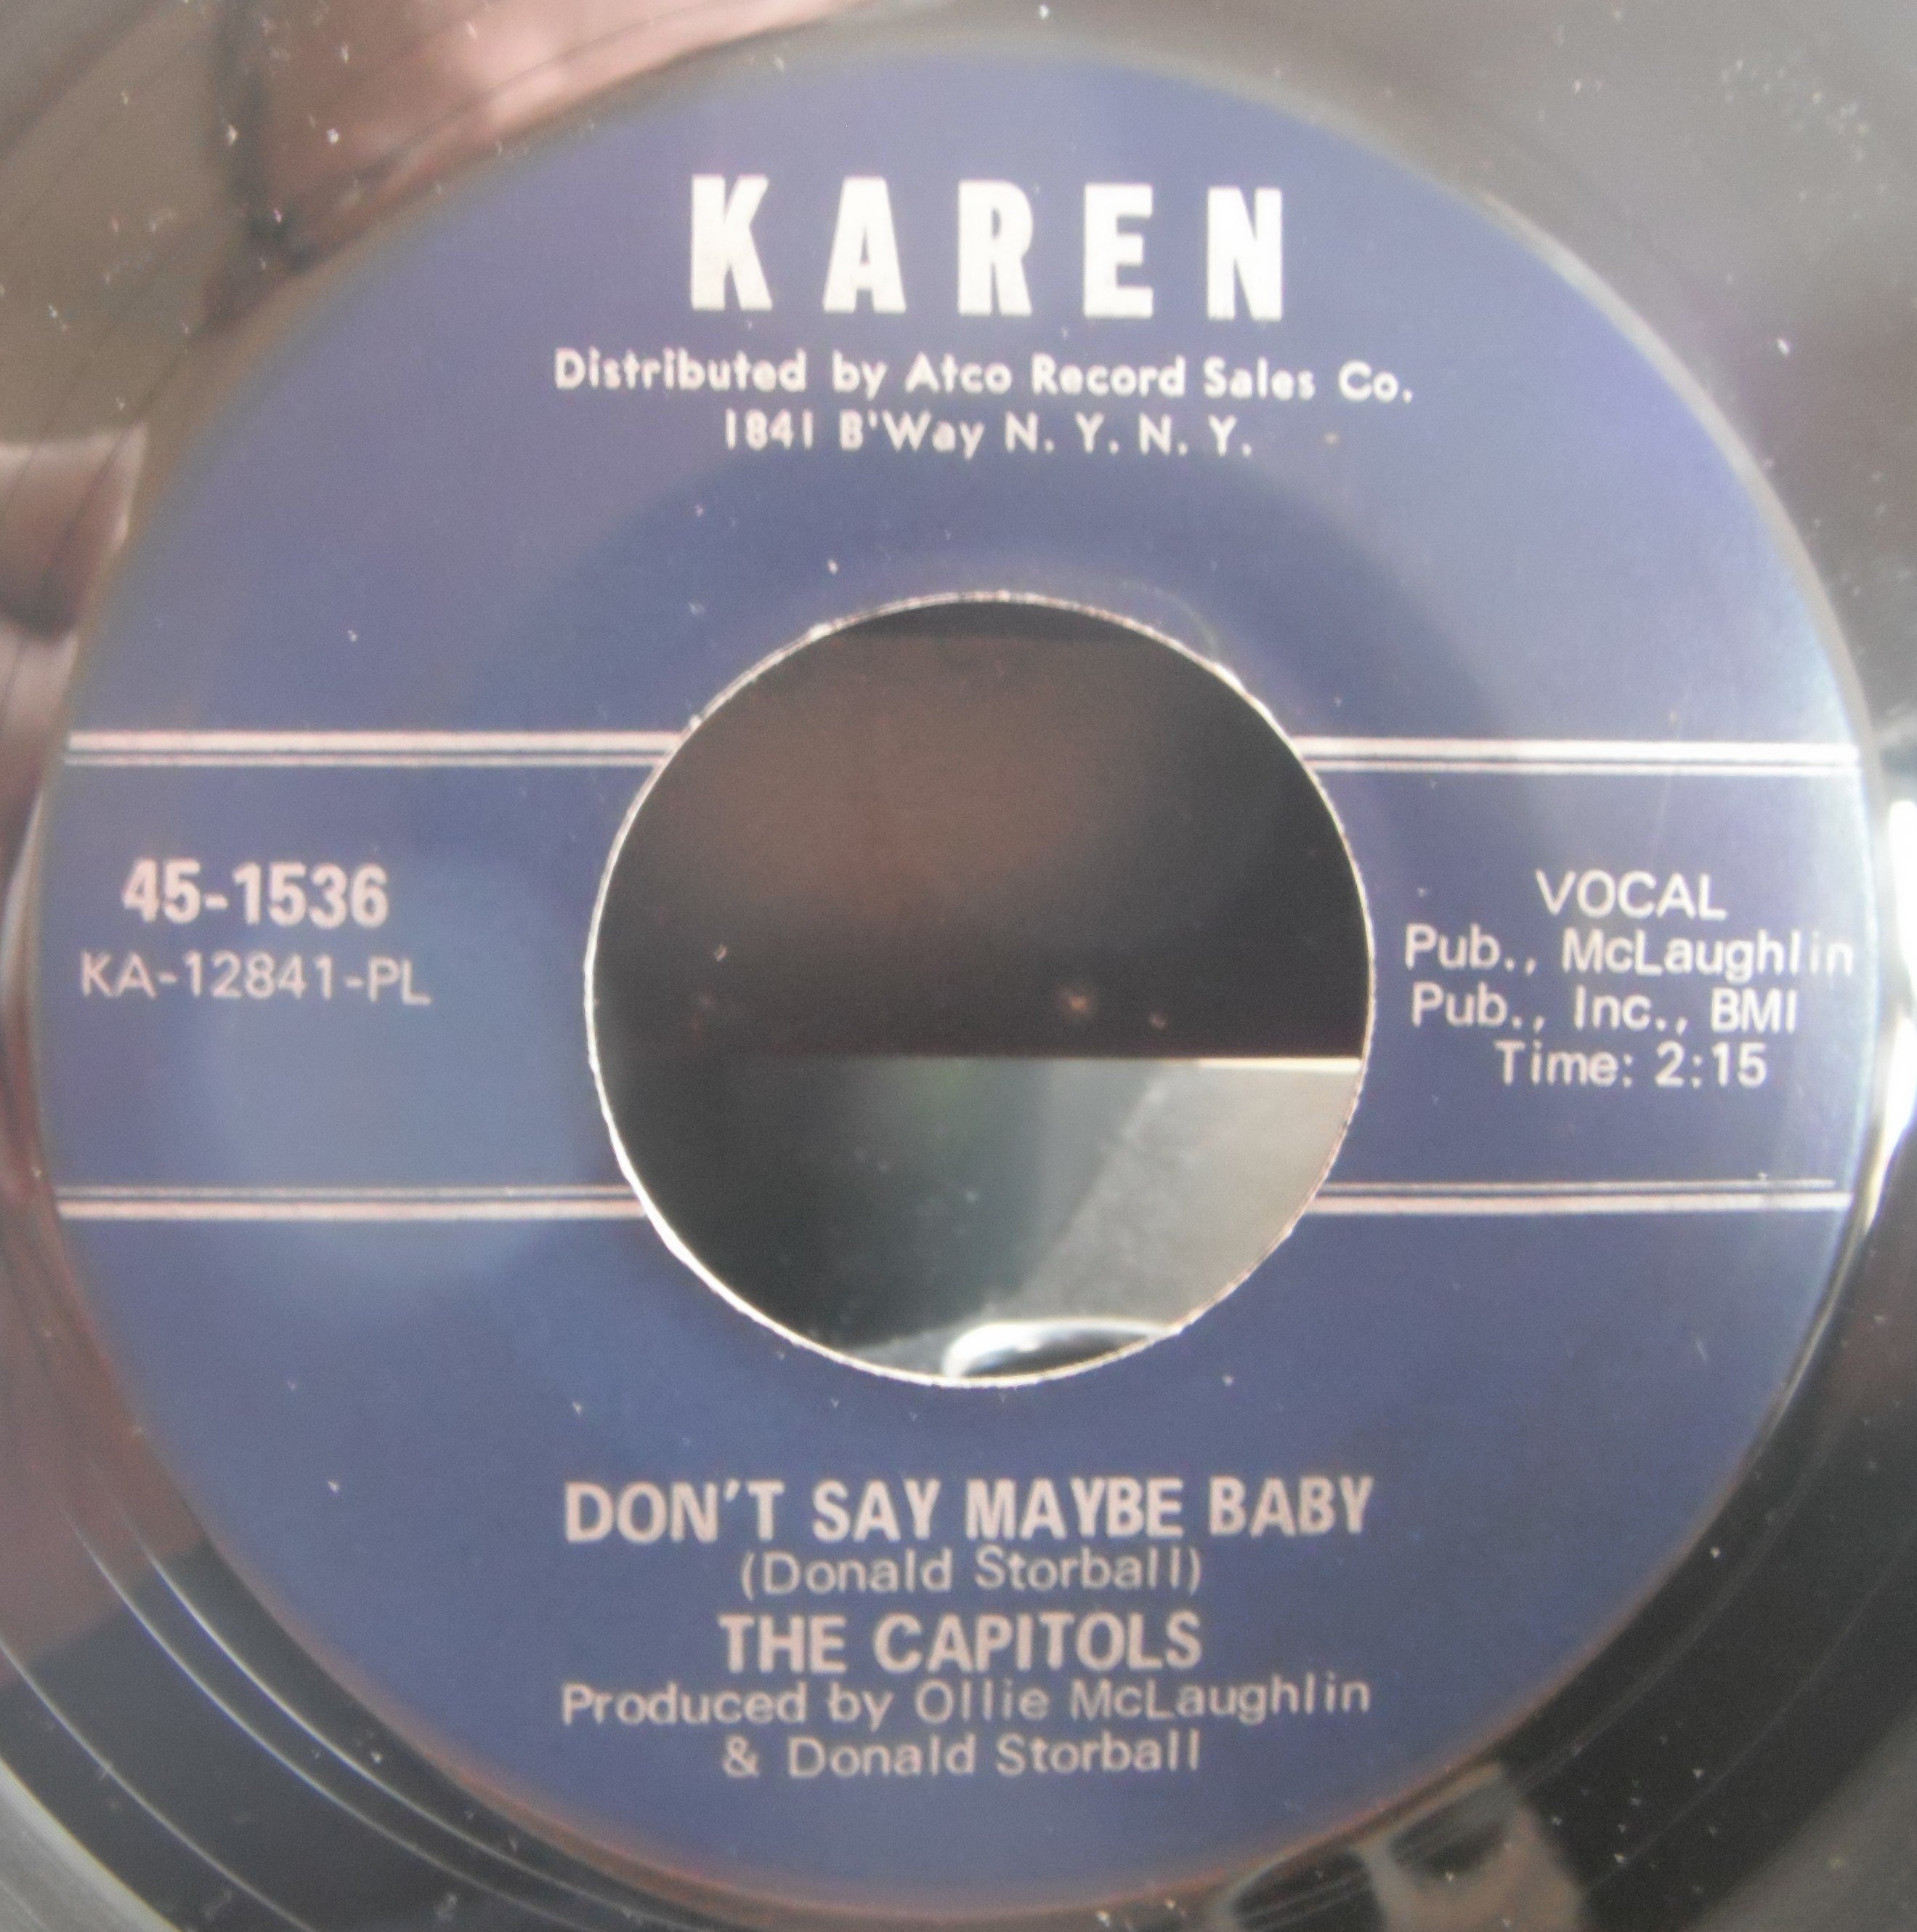 KAREN
Distributed by Atco Record Sales Co.
1841 B'Way N. Y. N. Y.
45-1536
KA-12841-PL
VOCAL
Pub., McLaughlin
Pub., Inc., BMI
Time: 2:15
DON'T SAY MAYBE BABY
(Donald Storball)
THE CAPITOLS
Produced by Ollie McLaughlin
& Donald Storball